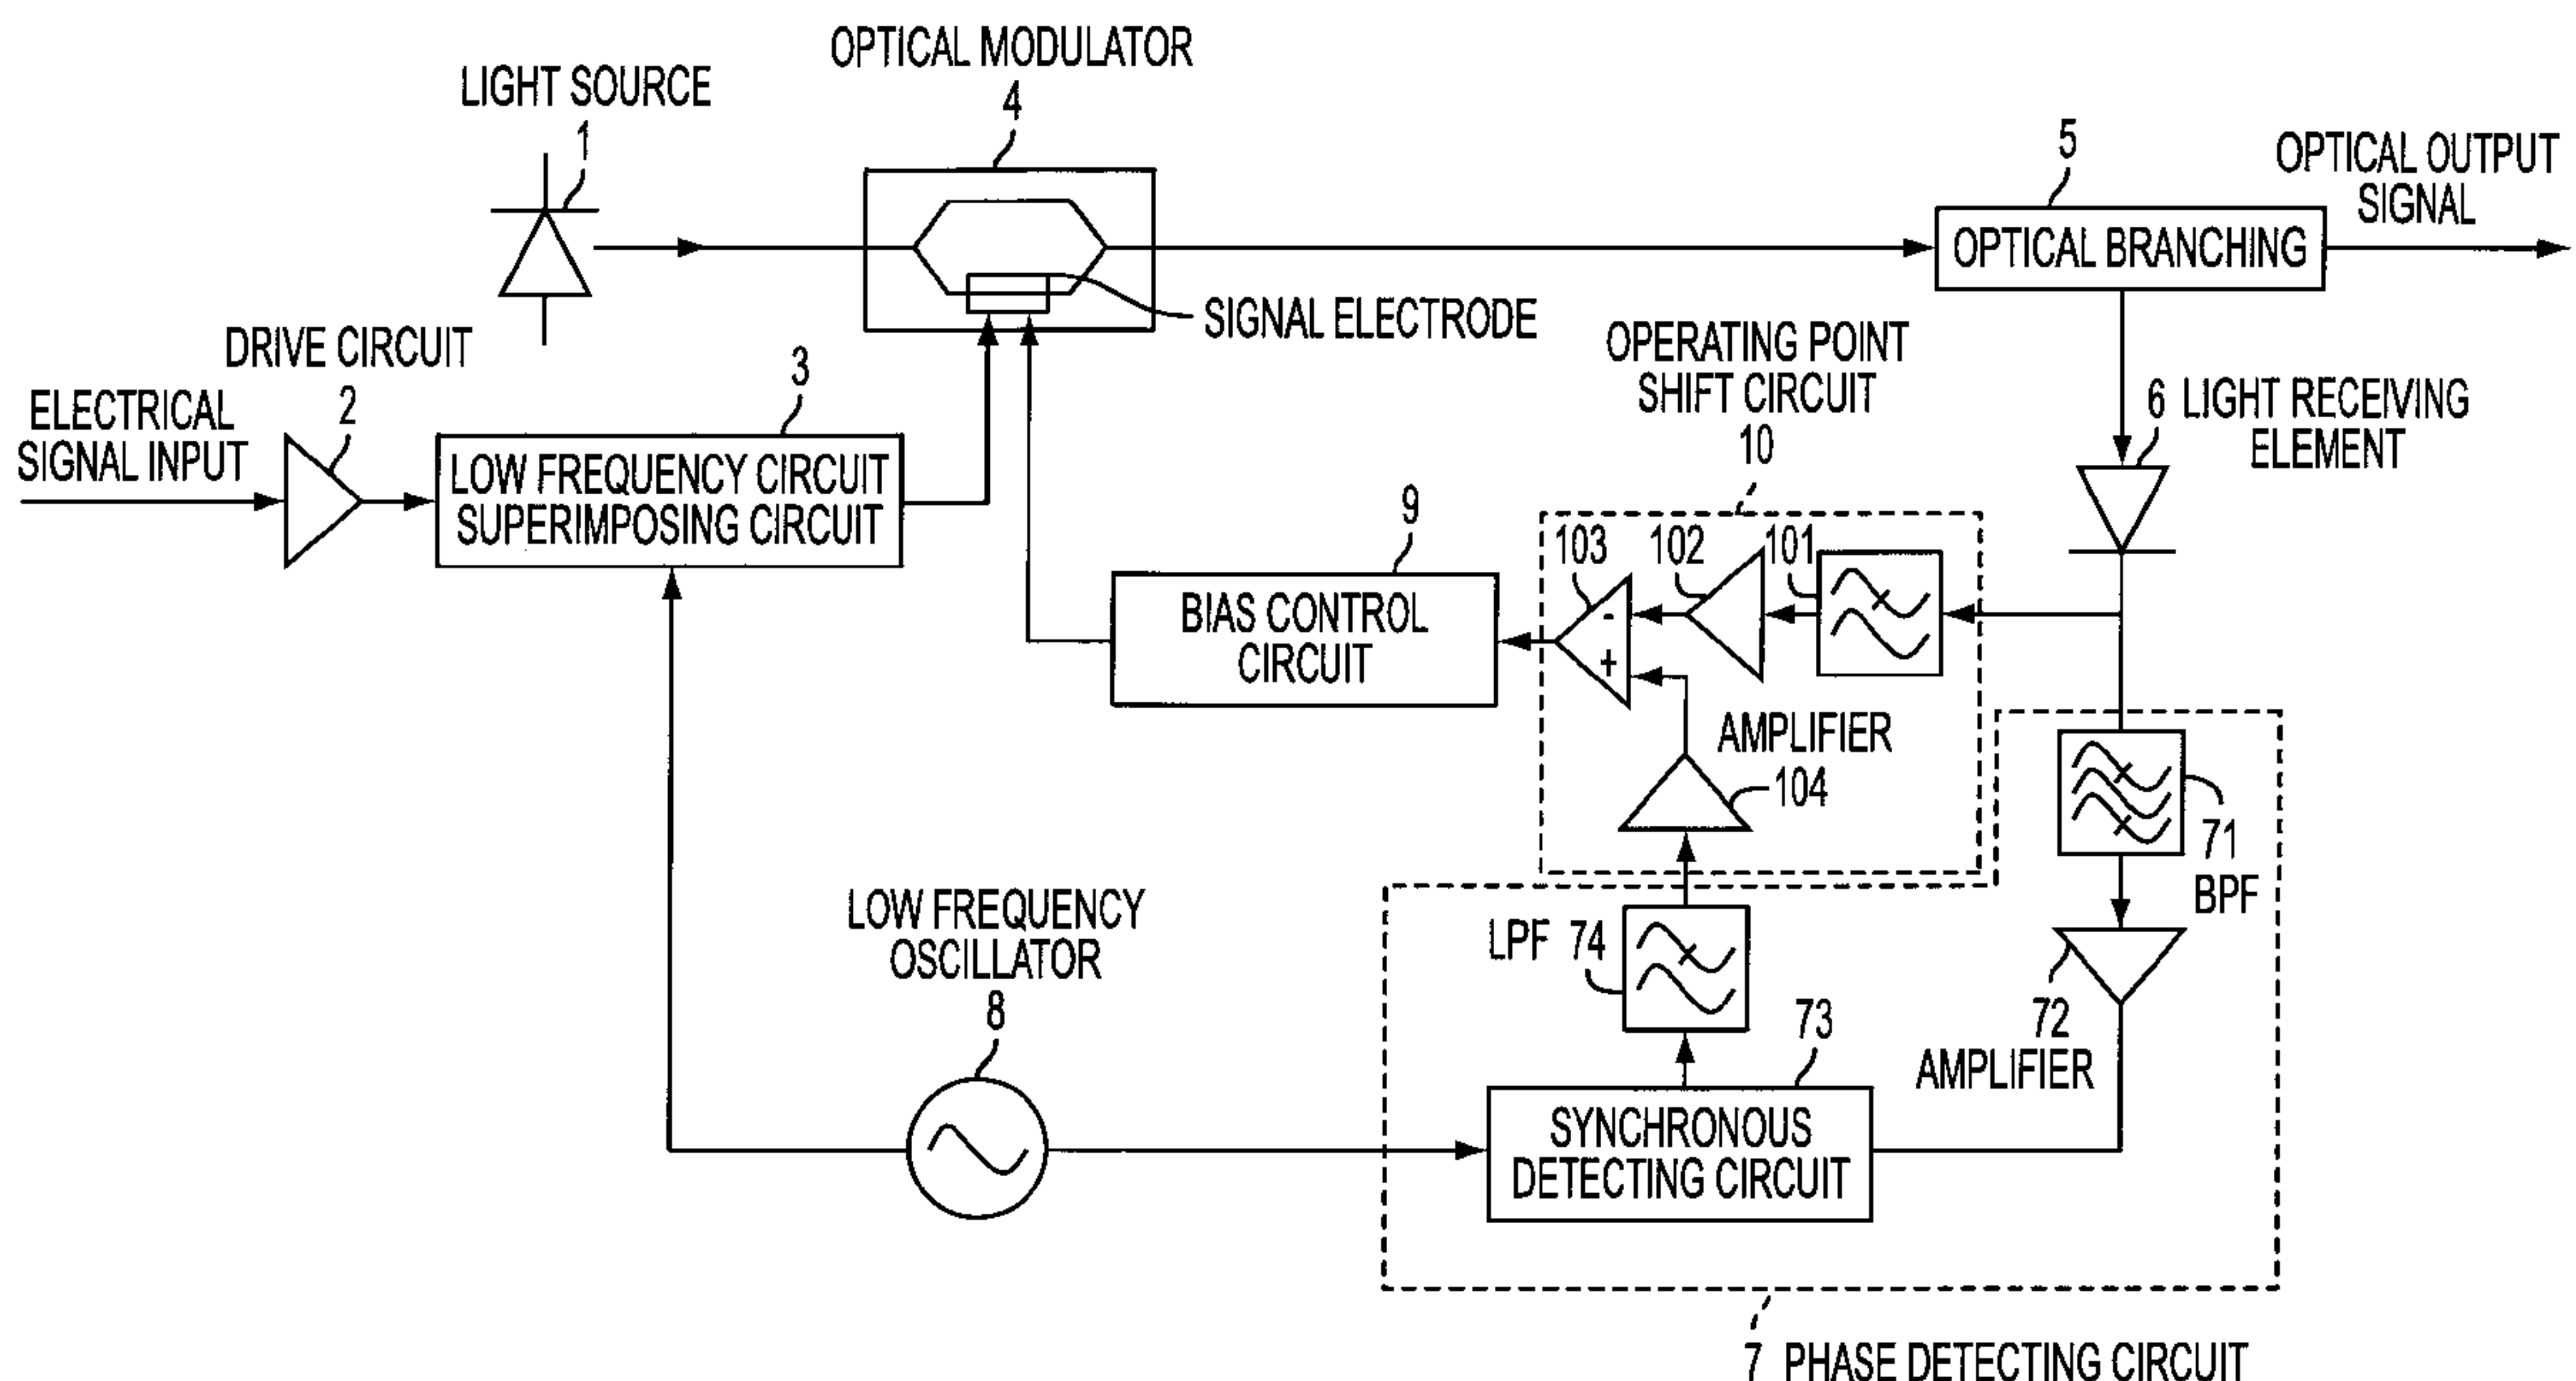 OPTICAL MODULATOR
4
LIGHT SOURCE
1
5
OPTICAL OUTPUT
SIGNAL
OPTICAL BRANCHING
SIGNAL ELECTRODE
DRIVE CIRCUIT
2
ELECTRICAL
SIGNAL INPUT
3
LOW FREQUENCY CIRCUIT
SUPERIMPOSING CIRCUIT
OPERATING POINT
SHIFT CIRCUIT
10
6 LIGHT RECEIVING
ELEMENT
9
BIAS CONTROL
CIRCUIT
103
102
101
-
+
AMPLIFIER
104
71
BPF
LOW FREQUENCY
OSCILLATOR
8
LPF 74
72
AMPLIFIER
73
SYNCHRONOUS
DETECTING CIRCUIT
7 PHASE DETECTING CIRCUIT